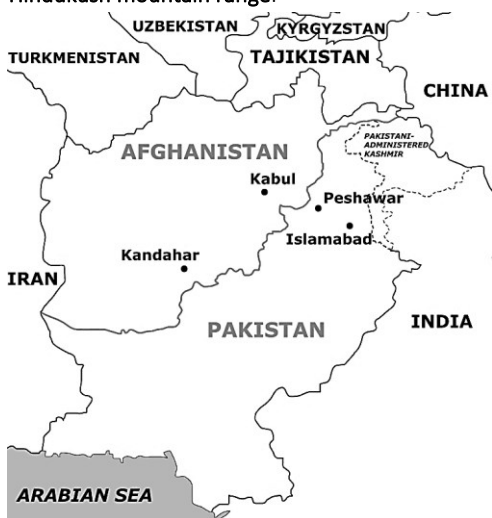 Hindukush mountain range.
UZBEKISTAN
KYRGYZSTAN
TURKMENISTAN
TAJIKISTAN
CHINA
PAKISTANI-
ADMINISTERED
KASHMIR
AFGHANISTAN
Kabul
Peshawar
Islamabad
Kandahar
IRAN
PAKISTAN
INDIA
ARABIAN SEA